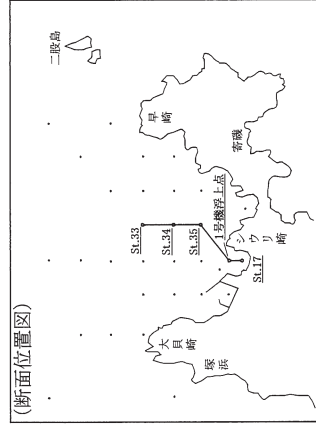 (断面位置図)
二股島
早崎
寄磯
St.33
St.34
St.35
1号機浮上点
シウリ崎
St.17
大貝崎
塚浜